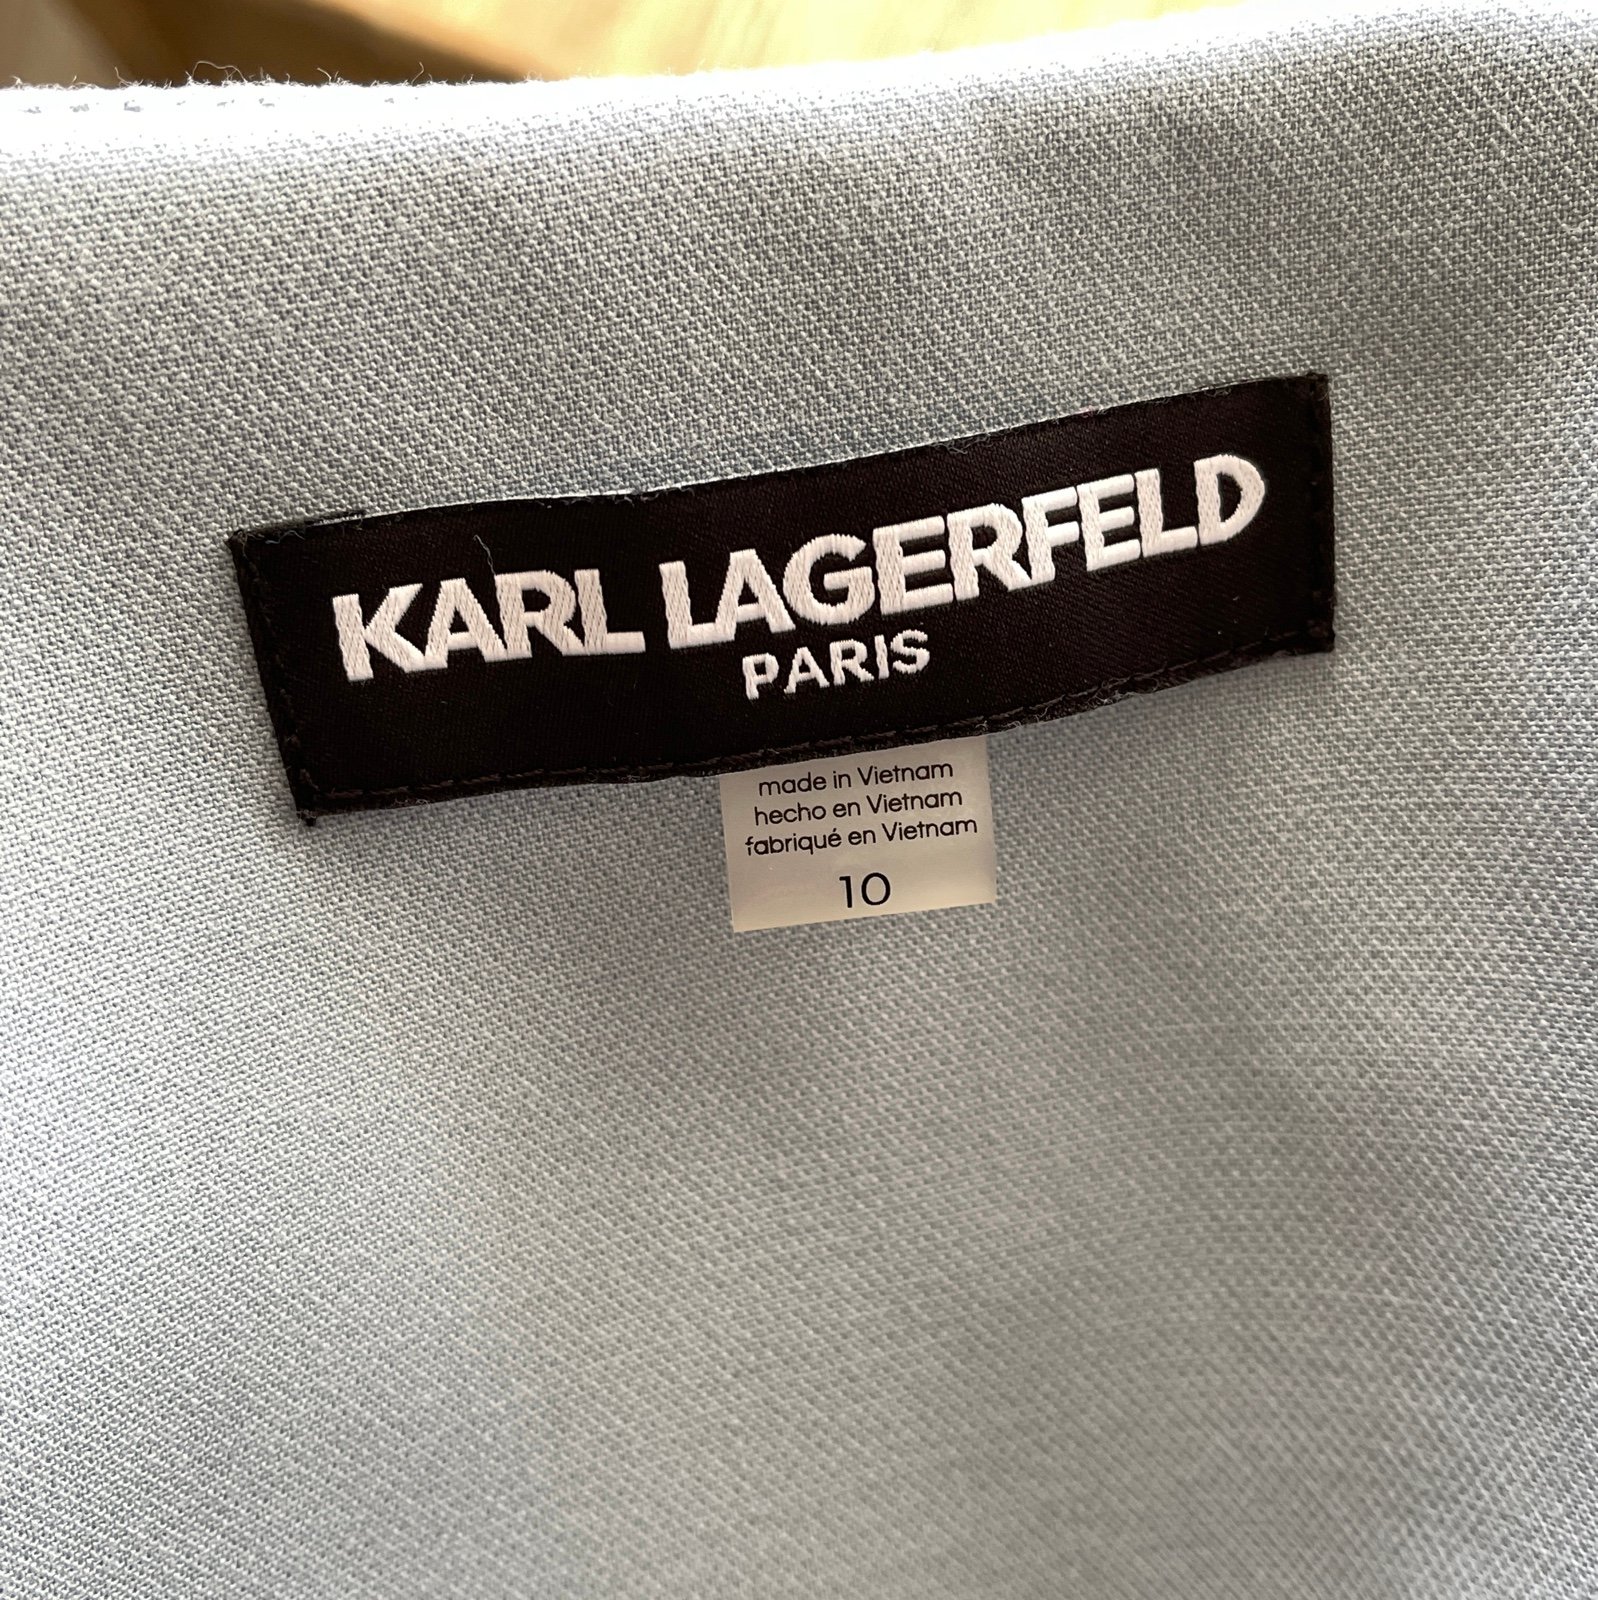 KARL LAGERFELD
PARIS
made in Vietnam
hecho en Vietnam
fabriqué en Vietnam
10